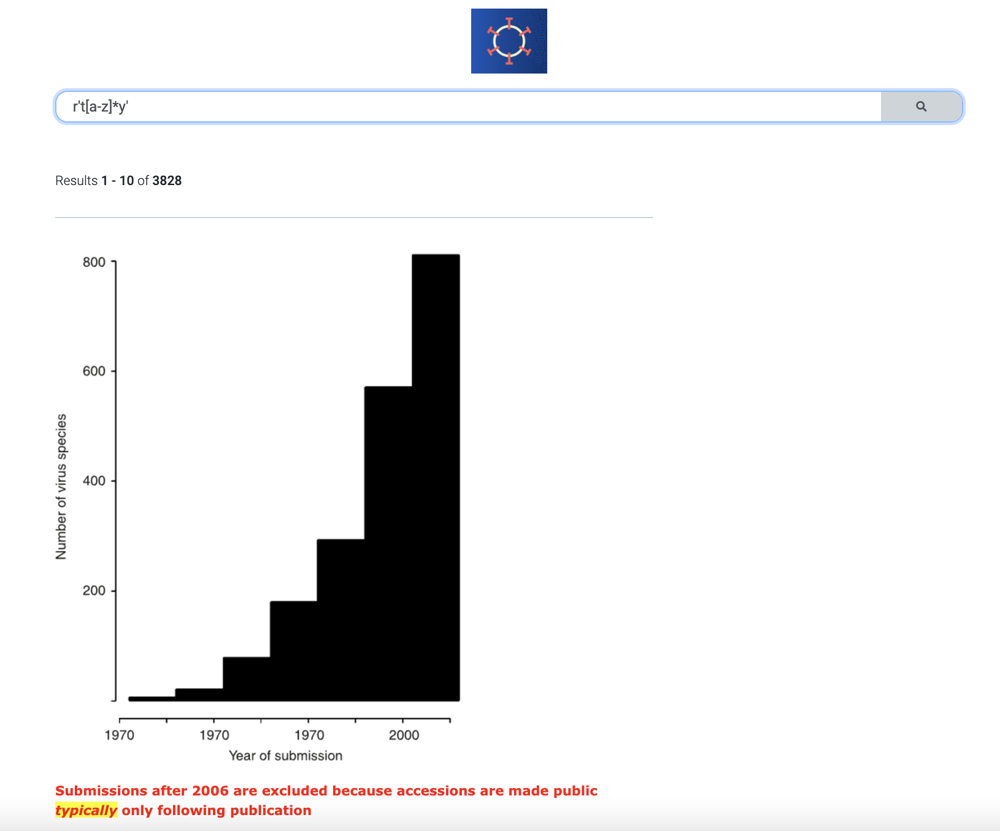 r't[a-z]*y'
Results 1 - 10 of 3828
800
600
400
200
Number of virus species
1970 1970 1970 2000
Year of submission
Submissions after 2006 are excluded because accessions are made public
typically only following publication